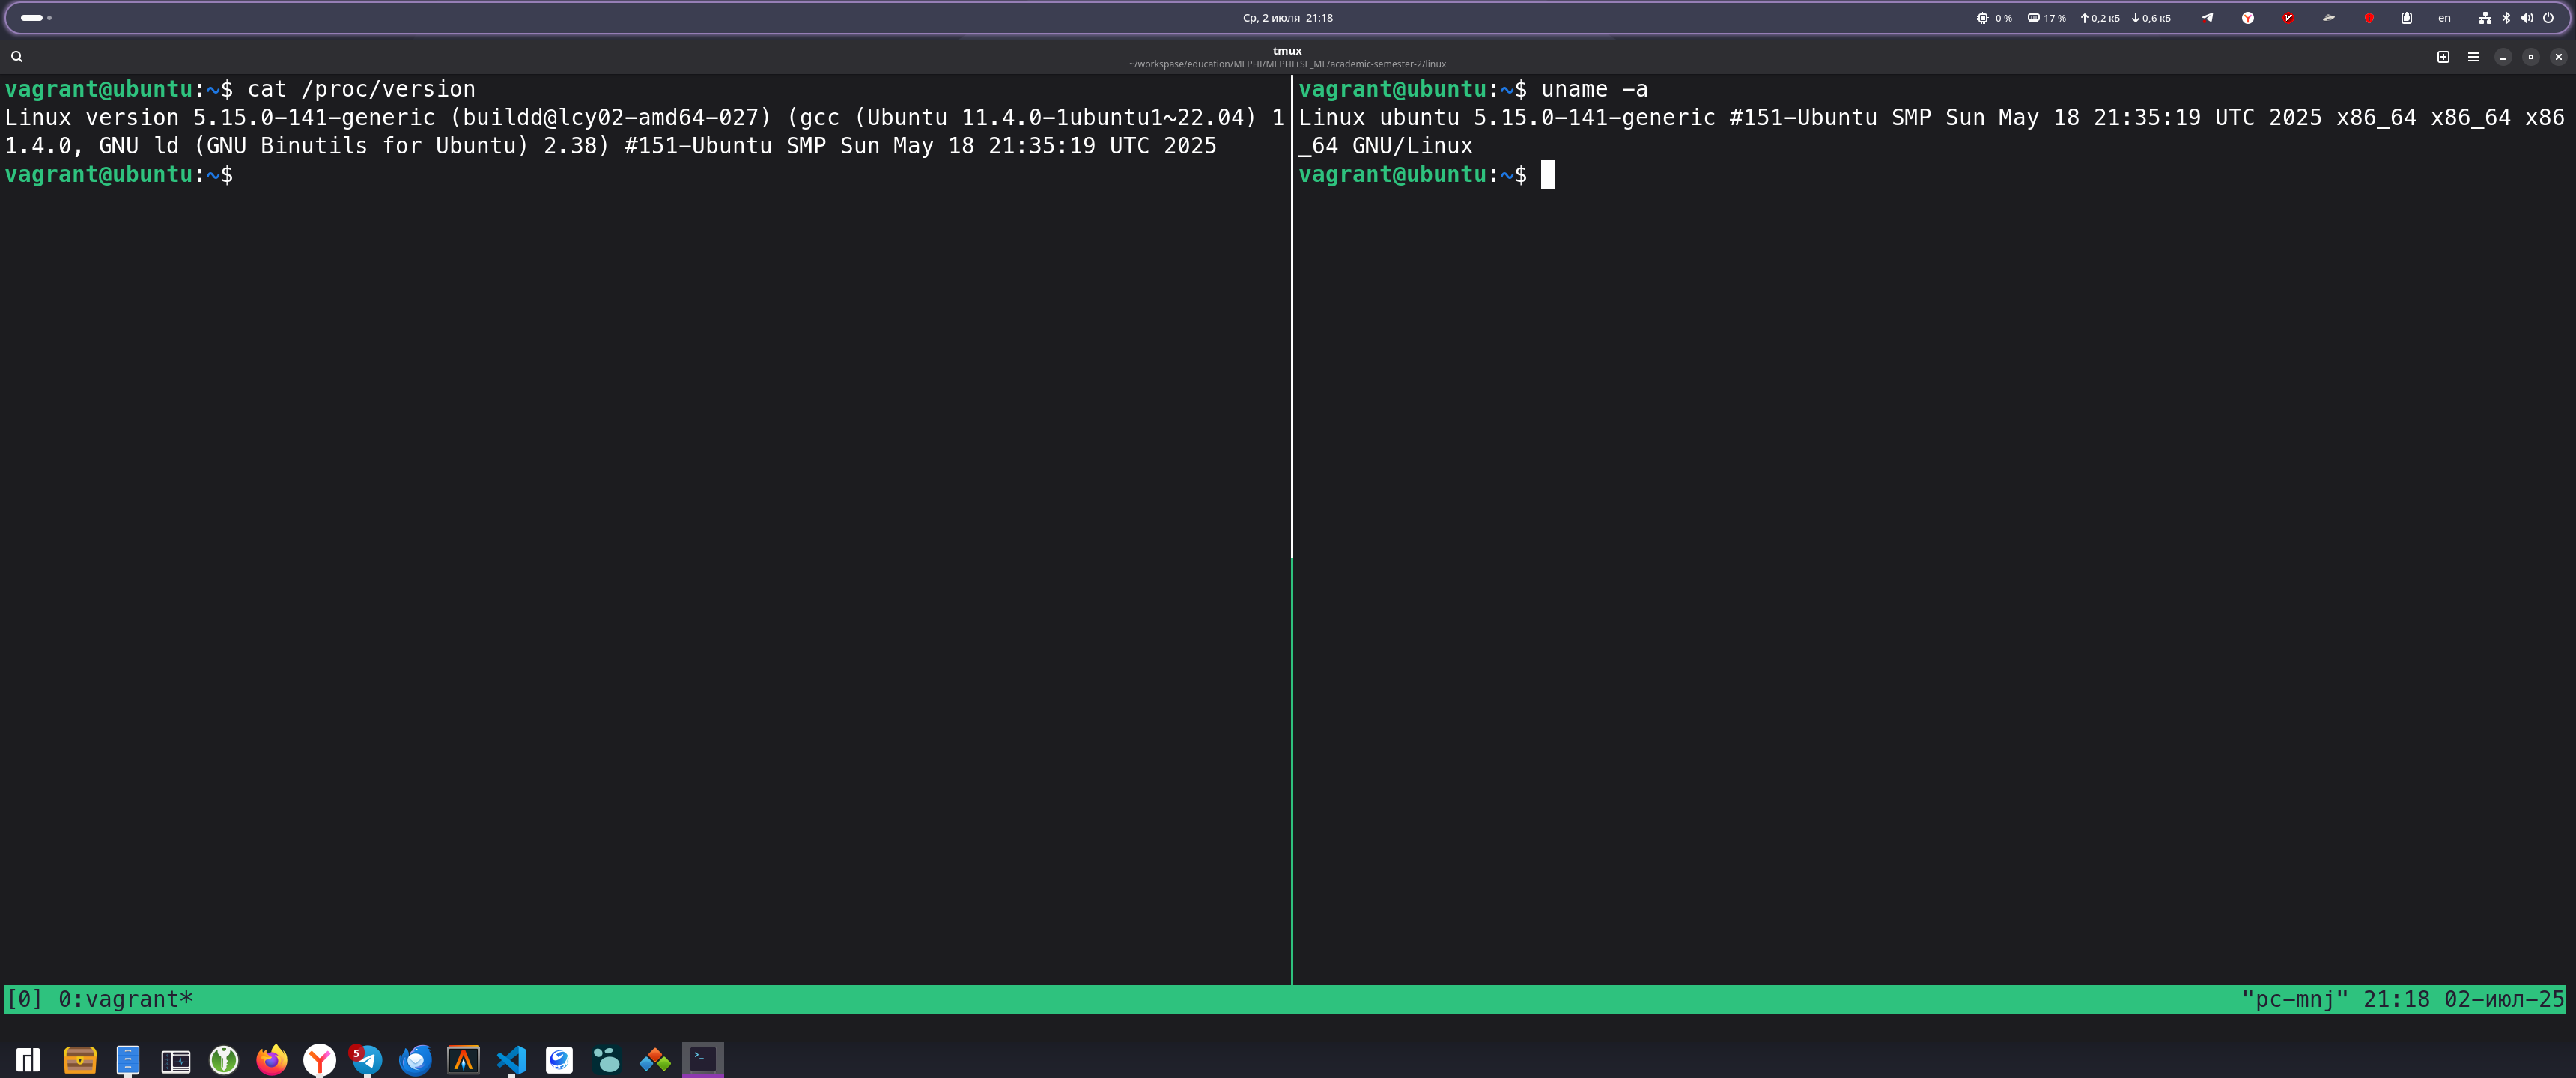 Ср, 2 июля 21:18
0 % 17 % 0,2 кБ 0,6 кБ en
tmux
~/workspase/education/MEPHI/MEPHI+SF_ML/academic-semester-2/linux
vagrant@ubuntu:~$ cat /proc/version
Linux version 5.15.0-141-generic (buildd@lcy02-amd64-027) (gcc (Ubuntu 11.4.0-1ubuntu1~22.04) 1
1.4.0, GNU ld (GNU Binutils for Ubuntu) 2.38) #151-Ubuntu SMP Sun May 18 21:35:19 UTC 2025
vagrant@ubuntu:~$
vagrant@ubuntu:~$ uname -a
Linux ubuntu 5.15.0-141-generic #151-Ubuntu SMP Sun May 18 21:35:19 UTC 2025 x86_64 x86_64 x86
_64 GNU/Linux
vagrant@ubuntu:~$
[0] 0:vagrant*
"pc-mnj" 21:18 02-июл-25
5